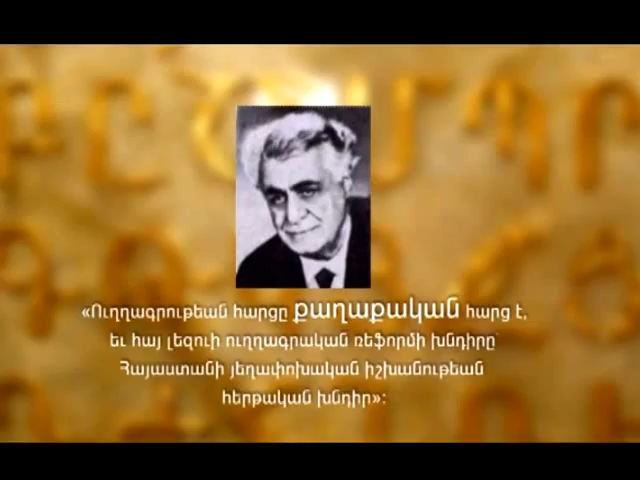 «Ուղղագրութեան հարցը քաղաքական հարց է,
եւ հայ լեզուի ուղղագրական ռեֆորմի խնդիրը՝
Հայաստանի յեղափոխական իշխանութեան
հերթական խնդիր»։